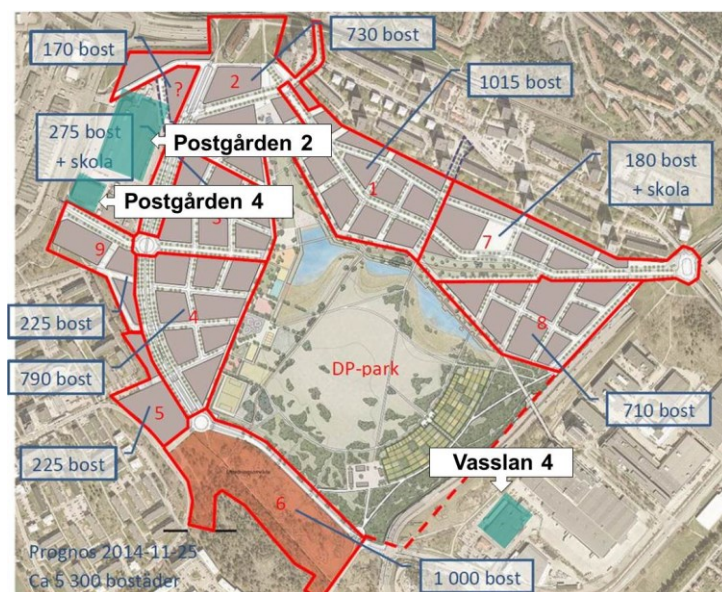 170 bost
730 bost
2
?
1015 bost
275 bost
+ skola
Postgården 2
180 bost
+ skola
1
Postgården 4
3
7
9
225 bost
4
8
790 bost
DP-park
710 bost
5
225 bost
Vasslan 4
6
Prognos 2014-11-25
Ca 5 300 bostäder
1 000 bost